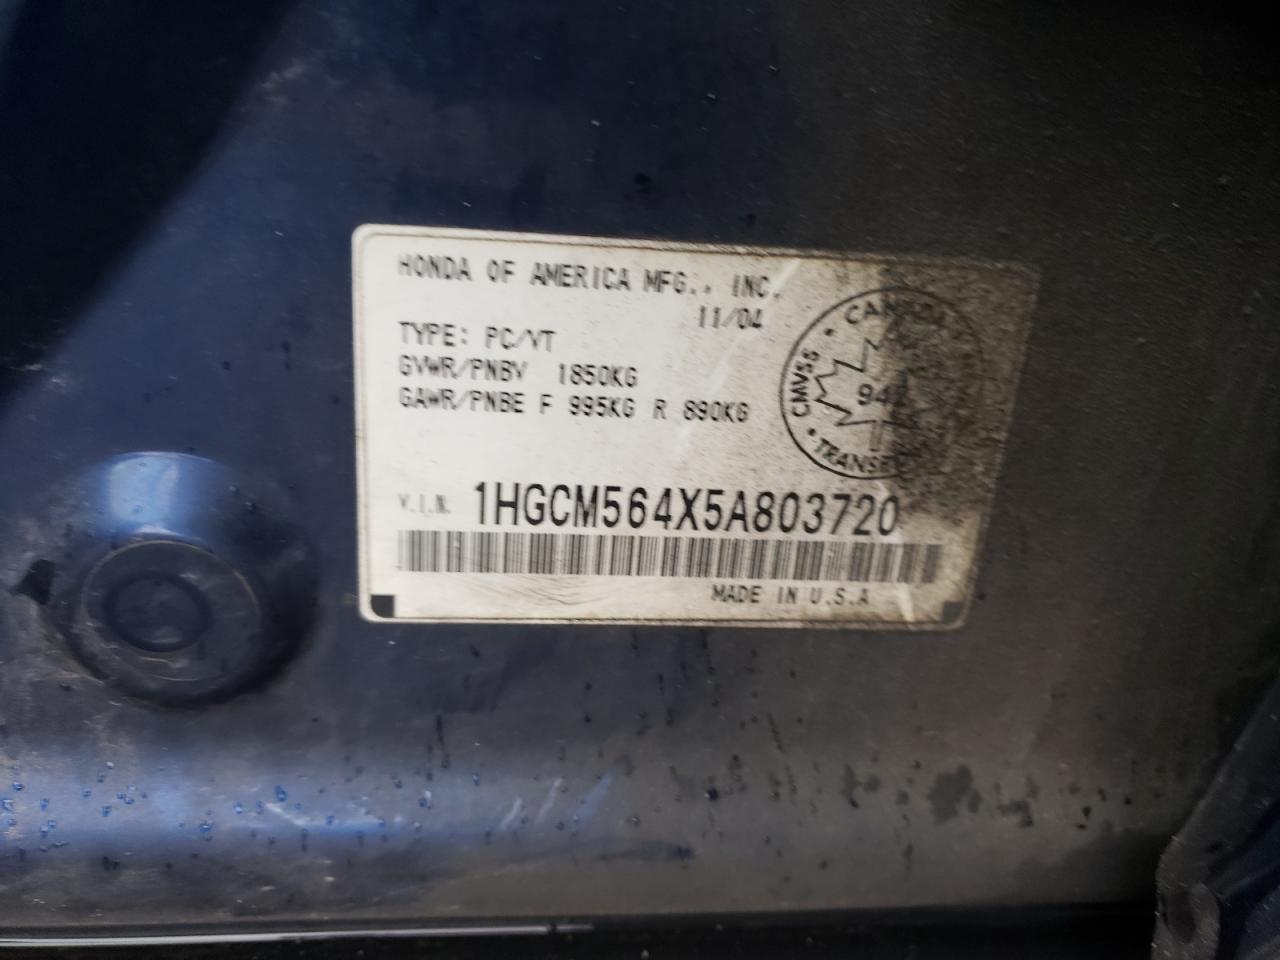 HONDA OF AMERICA MFG., INC.
11/04
TYPE: PC/VT
GVWR/PNBV 1850KG
GAWR/PNBE F 995KG R 890KG
CANADA
CMVSS
V.I.N. 1HGCM564X5A803720
MADE IN U.S.A